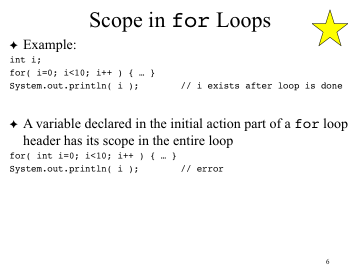 Scope in for Loops
✦ Example:
int i;
for( i=0; i<10; i++ ) { … }
System.out.println( i ); // i exists after loop is done
✦ A variable declared in the initial action part of a for loop
header has its scope in the entire loop
for( int i=0; i<10; i++ ) { … }
System.out.println( i ); // error
6